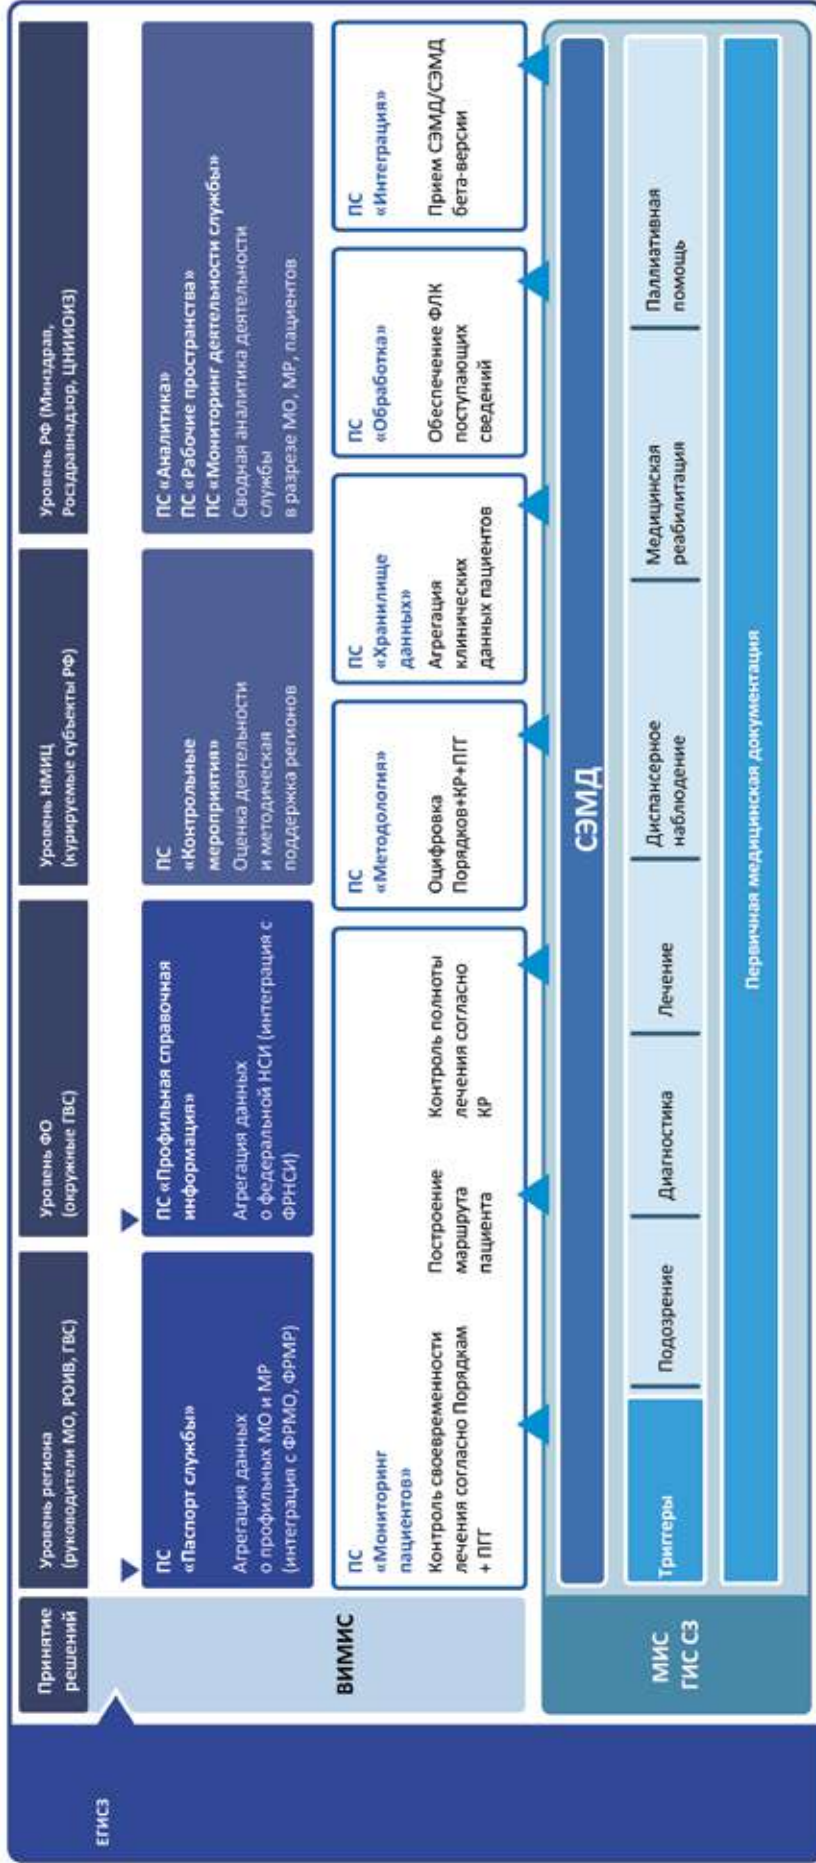 ЕГИСЗ
Принятие
решений
Уровень региона
(руководители МО, РОИВ, ГВС)
Уровень ФО
(окружные ГВС)
Уровень НМИЦ
(курируемые субъекты РФ)
Уровень РФ (Минздрав,
Росздравнадзор, ЦНИИОИЗ)
ВИМИС
ПС
«Паспорт службы»
Агрегация данных
о профильных МО и МР
(интеграция с ФРМО, ФРМР)
ПС «Профильная справочная
информация»
Агрегация данных
о федеральной НСИ (интеграция с
ФРНСИ)
ПС
«Контрольные
мероприятия»
Оценка деятельности
и методическая
поддержка регионов
ПС «Аналитика»
ПС «Рабочие пространства»
ПС «Мониторинг деятельности службы»
Сводная аналитика деятельности
службы
в разрезе МО, МР, пациентов
ПС
«Мониторинг
пациентов»
Контроль своевременности
лечения согласно Порядкам
+ ПГГ
Построение
маршрута
пациента
Контроль полноты
лечения согласно
КР
ПС
«Методология»
Оцифровка
Порядков+КР+ПГГ
ПС
«Хранилище
данных»
Агрегация
клинических
данных пациентов
ПС
«Обработка»
Обеспечение ФЛК
поступающих
сведений
ПС
«Интеграция»
Прием СЭМД/СЭМД
бета-версии
МИС
ГИС СЗ
СЭМД
Триггеры
Подозрение
Диагностика
Лечение
Диспансерное
наблюдение
Медицинская
реабилитация
Паллиативная
помощь
Первичная медицинская документация